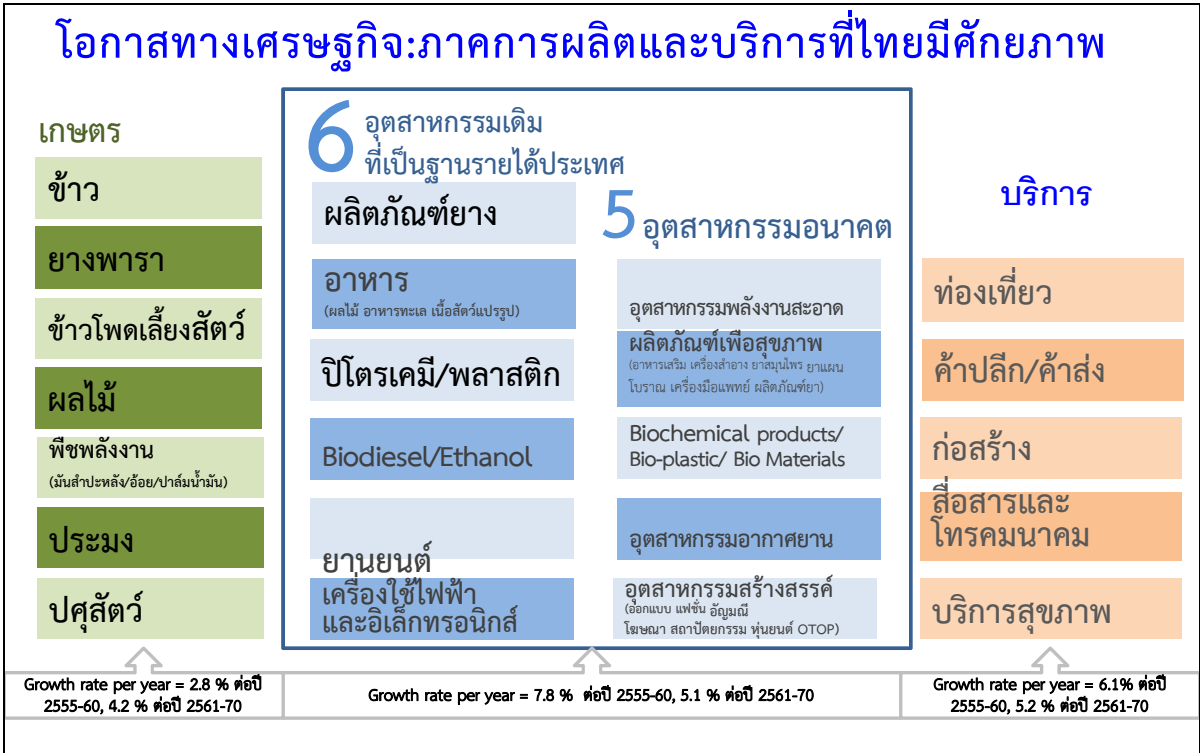 โอกาสทางเศรษฐกิจ:ภาคการผลิตและบริการที่ไทยมีศักยภาพ
เกษตร
ข้าว
ยางพารา
ข้าวโพดเลี้ยงสัตว์
ผลไม้
พืชพลังงาน
(มันสำปะหลัง/อ้อย/ปาล์มน้ำมัน)
ประมง
ปศุสัตว์
6 อุตสาหกรรมเดิม
ที่เป็นฐานรายได้ประเทศ
ผลิตภัณฑ์ยาง
อาหาร
(ผลไม้ อาหารทะเล เนื้อสัตว์แปรรูป)
ปิโตรเคมี/พลาสติก
Biodiesel/Ethanol
ยานยนต์
เครื่องใช้ไฟฟ้า
และอิเล็กทรอนิกส์
5 อุตสาหกรรมอนาคต
อุตสาหกรรมพลังงานสะอาด
ผลิตภัณฑ์เพื่อสุขภาพ
(อาหารเสริม เครื่องสำอาง ยาสมุนไพร ยาแผน
โบราณ เครื่องมือแพทย์ ผลิตภัณฑ์ยา)
Biochemical products/
Bio-plastic/ Bio Materials
อุตสาหกรรมอากาศยาน
อุตสาหกรรมสร้างสรรค์
(ออกแบบ แฟชั่น อัญมณี
โฆษณา สถาปัตยกรรม หุ่นยนต์ OTOP)
บริการ
ท่องเที่ยว
ค้าปลีก/ค้าส่ง
ก่อสร้าง
สื่อสารและ
โทรคมนาคม
บริการสุขภาพ
Growth rate per year = 2.8 % ต่อปี
2555-60, 4.2 % ต่อปี 2561-70
Growth rate per year = 7.8 % ต่อปี 2555-60, 5.1 % ต่อปี 2561-70
Growth rate per year = 6.1% ต่อปี
2555-60, 5.2 % ต่อปี 2561-70